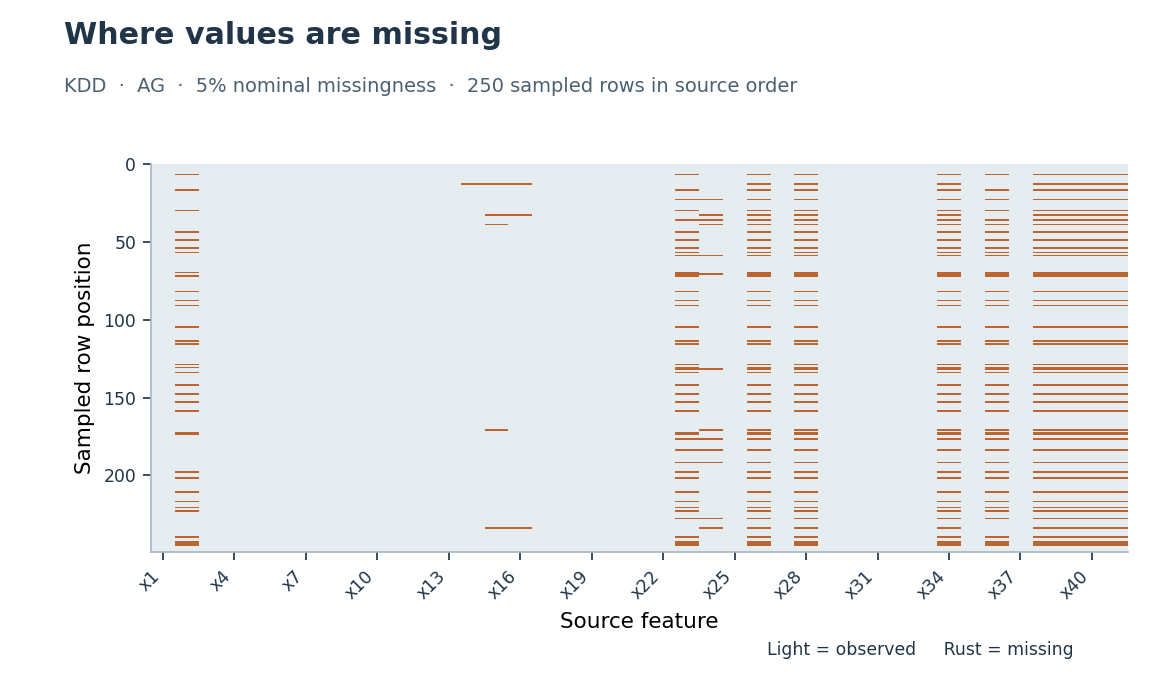 Where values are missing
KDD · AG · 5% nominal missingness · 250 sampled rows in source order
0
50
100
150
200
Sampled row position
x1 x4 x7 x10 x13 x16 x19 x22 x25 x28 x31 x34 x37 x40
Source feature
Light = observed Rust = missing